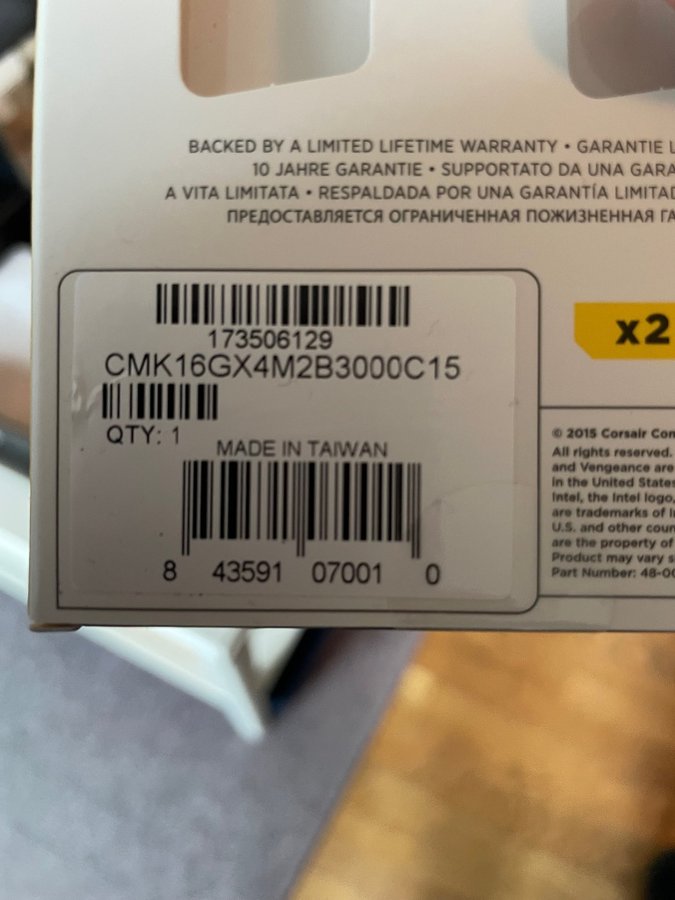 BACKED BY A LIMITED LIFETIME WARRANTY • GARANTIE
10 JAHRE GARANTIE • SUPPORTATO DA UNA
A VITA LIMITATA • RESPALDADA POR UNA GARANTÍA
ПРЕДОСТАВЛЯЕТСЯ ОГРАНИЧЕННАЯ ПОЖИЗНЕННАЯ
173506129
CMK16GX4M2B3000C15
QTY: 1
MADE IN TAIWAN
8 43591 07001 0
x2
© 2015 Corsair
All rights reserved.
and Vengeance are
in the United States
Intel, the Intel logo,
are trademarks of
U.S. and other
are the property of
Product may vary
Part Number: